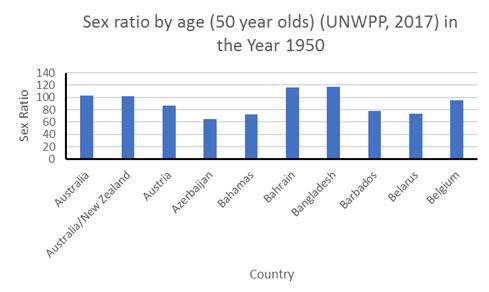 Sex ratio by age (50 year olds) (UNWPP, 2017) in
the Year 1950
Sex Ratio
140
120
100
80
60
40
20
0
Australia
Australia/New Zealand
Austria
Azerbaijan
Bahamas
Bahrain
Bangladesh
Barbados
Belarus
Belgium
Country